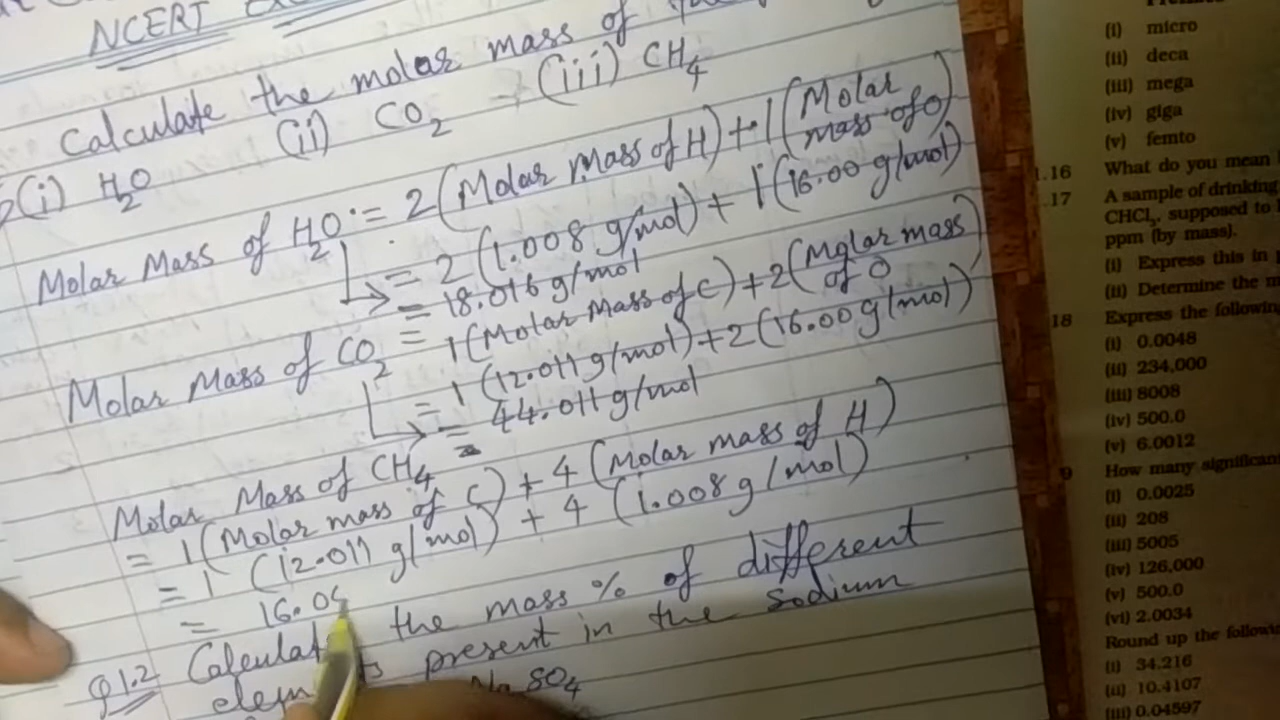 NCERT
Calculate the molar mass of
(i) H2O (ii) CO2 (iii) CH4
Molar Mass of H2O = 2(Molar Mass of H) + 1(Molar mass of O)
= 2(1.008 g/mol) + 1(16.00 g/mol)
= 18.016 g/mol
Molar Mass of CO2 = 1(Molar Mass of C) + 2(Molar mass of O)
= 1(12.011 g/mol) + 2(16.00 g/mol)
= 44.011 g/mol
Molar Mass of CH4
= 1(Molar mass of C) + 4(Molar mass of H)
= 1(12.011 g/mol) + 4(1.008 g/mol)
= 16.0
Q1.2 Calculat the mass % of different
elem ts present in the sodium
SO4
(i) micro
(ii) deca
(iii) mega
(iv) giga
(v) femto
1.16 What do you mean
17 A sample of drinking
CHCl3, supposed to
ppm (by mass).
(i) Express this in
(ii) Determine the m
18 Express the following
(i) 0.0048
(ii) 234,000
(iii) 8008
(iv) 500.0
(v) 6.0012
9 How many significan
(i) 0.0025
(ii) 208
(iii) 5005
(iv) 126,000
(v) 500.0
(vi) 2.0034
Round up the followi
(i) 34.216
(ii) 10.4107
(iii) 0.04597